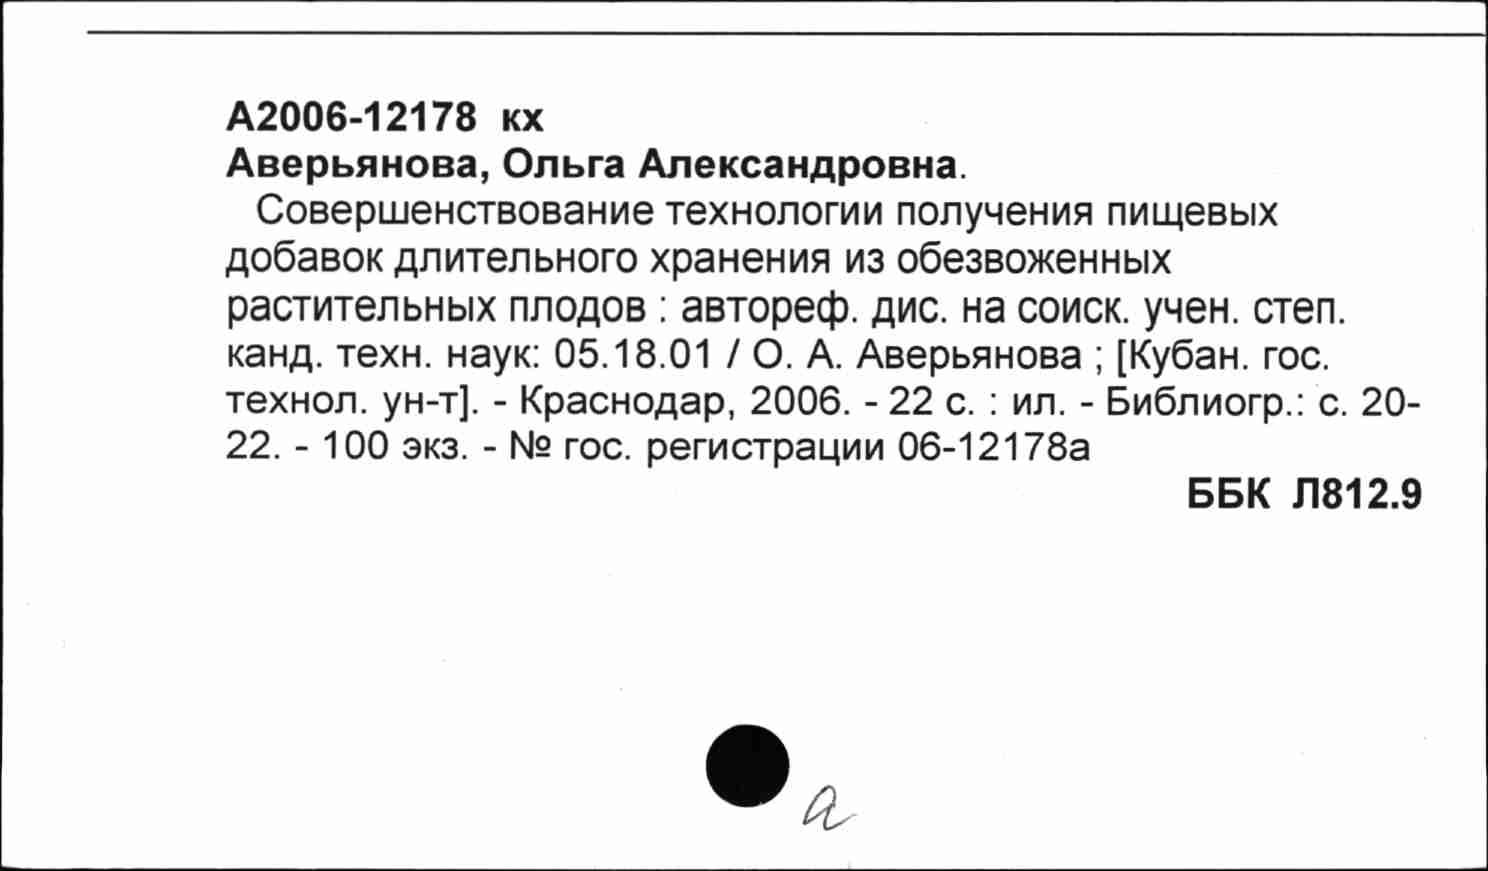 А2006-12178 кх
Аверьянова, Ольга Александровна.
Совершенствование технологии получения пищевых
добавок длительного хранения из обезвоженных
растительных плодов : автореф. дис. на соиск. учен. степ.
канд. техн. наук: 05.18.01 / О. А. Аверьянова ; [Кубан. гос.
технол. ун-т]. - Краснодар, 2006. - 22 с. : ил. - Библиогр.: с. 20-
22. - 100 экз. - № гос. регистрации 06-12178а
ББК Л812.9
а